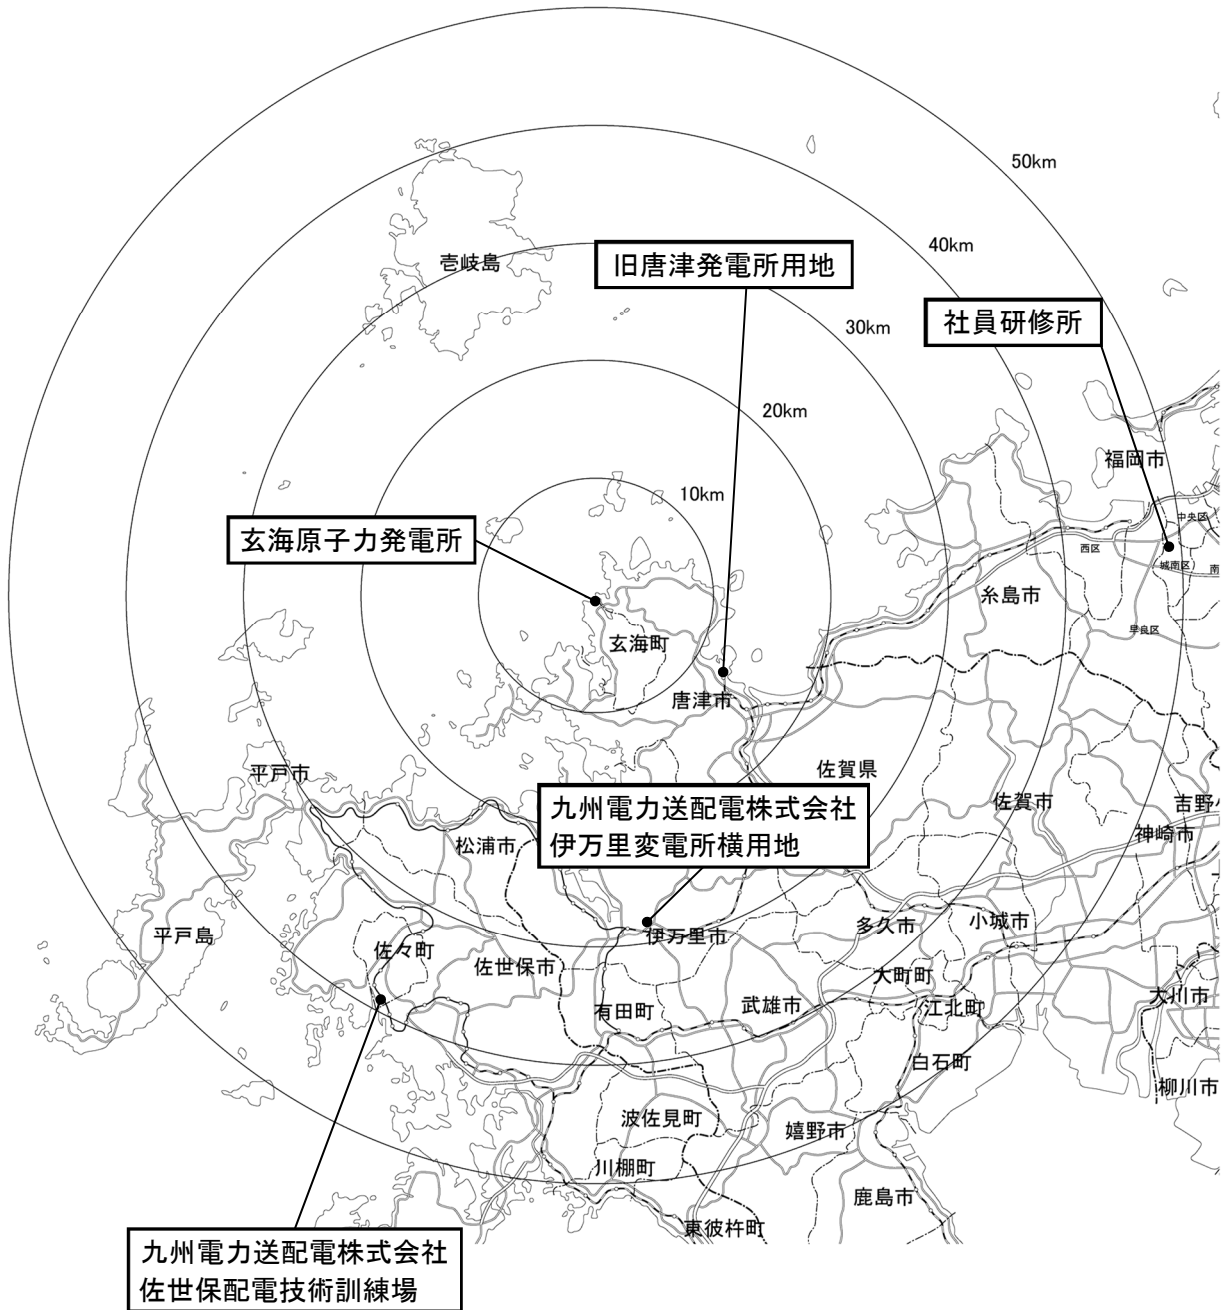 50km
40km
壱岐島
旧唐津発電所用地
30km
社員研修所
20km
福岡市
10km
中央区
玄海原子力発電所
西区
城南区
南
糸島市
早良区
玄海町
唐津市
佐賀県
平戸市
九州電力送配電株式会社
伊万里変電所横用地
佐賀市
吉野
神崎市
松浦市
多久市
小城市
平戸島
伊万里市
佐々町
佐世保市
大町町
大川市
有田町
武雄市
江北町
白石町
柳川市
波佐見町
嬉野市
川棚町
鹿島市
東彼杵町
九州電力送配電株式会社
佐世保配電技術訓練場